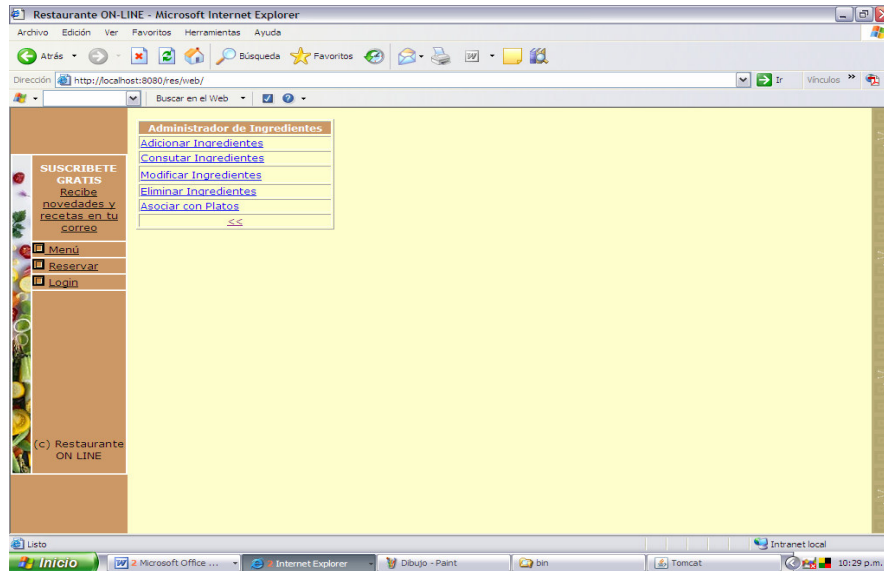 Restaurante ON-LINE - Microsoft Internet Explorer
Archivo Edición Ver Favoritos Herramientas Ayuda
Atrás Búsqueda Favoritos
Dirección http://localhost:8080/res/web/ Ir Vínculos »
Buscar en el Web
Administrador de Ingredientes
Adicionar Ingredientes
Consutar Ingredientes
Modificar Ingredientes
Eliminar Ingredientes
Asociar con Platos
<<
SUSCRIBETE
GRATIS
Recibe
novedades y
recetas en tu
correo
Menú
Reservar
Login
(c) Restaurante
ON LINE
Listo Intranet local
Inicio 2 Microsoft Office ... 2 Internet Explorer Dibujo - Paint bin Tomcat 10:29 p.m.